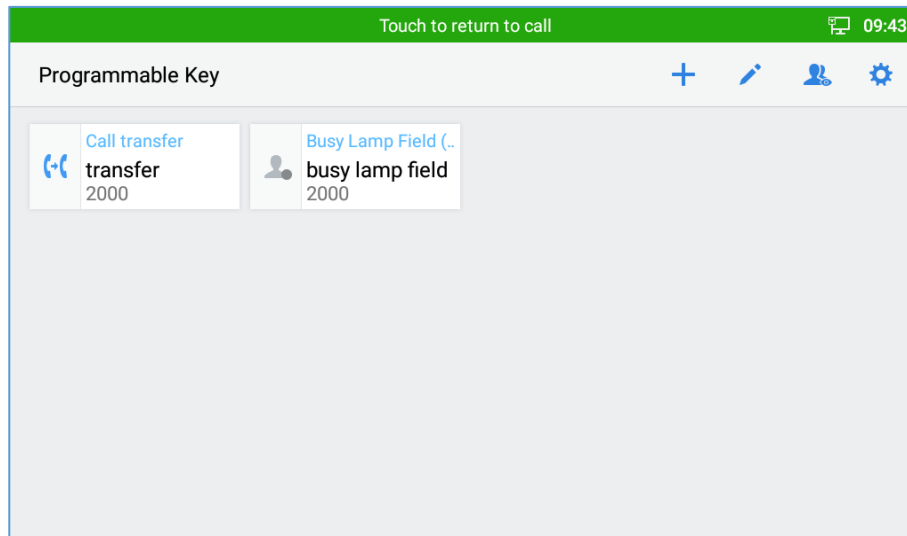 Touch to return to call
09:43
Programmable Key
Call transfer
transfer
2000
Busy Lamp Field (..
busy lamp field
2000